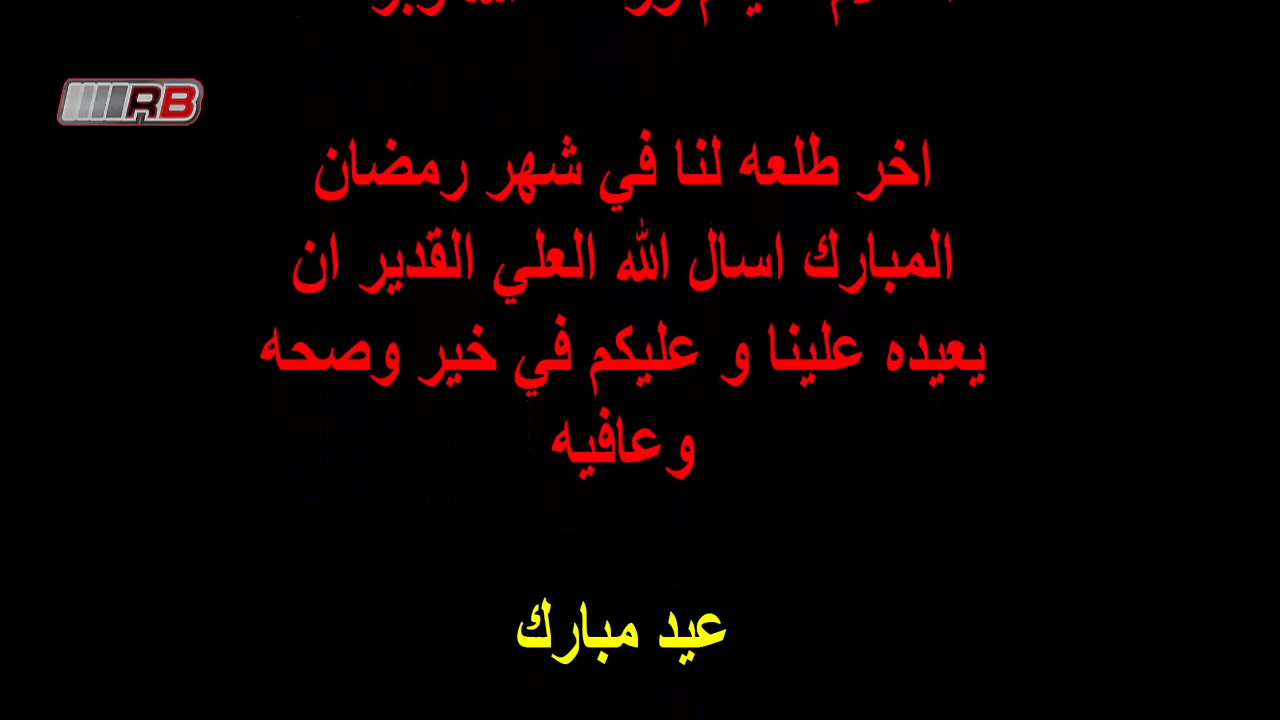 RB
اخر طلعه لنا في شهر رمضان
المبارك اسال الله العلي القدير ان
يعيده علينا و عليكم في خير وصحه
وعافيه
عيد مبارك